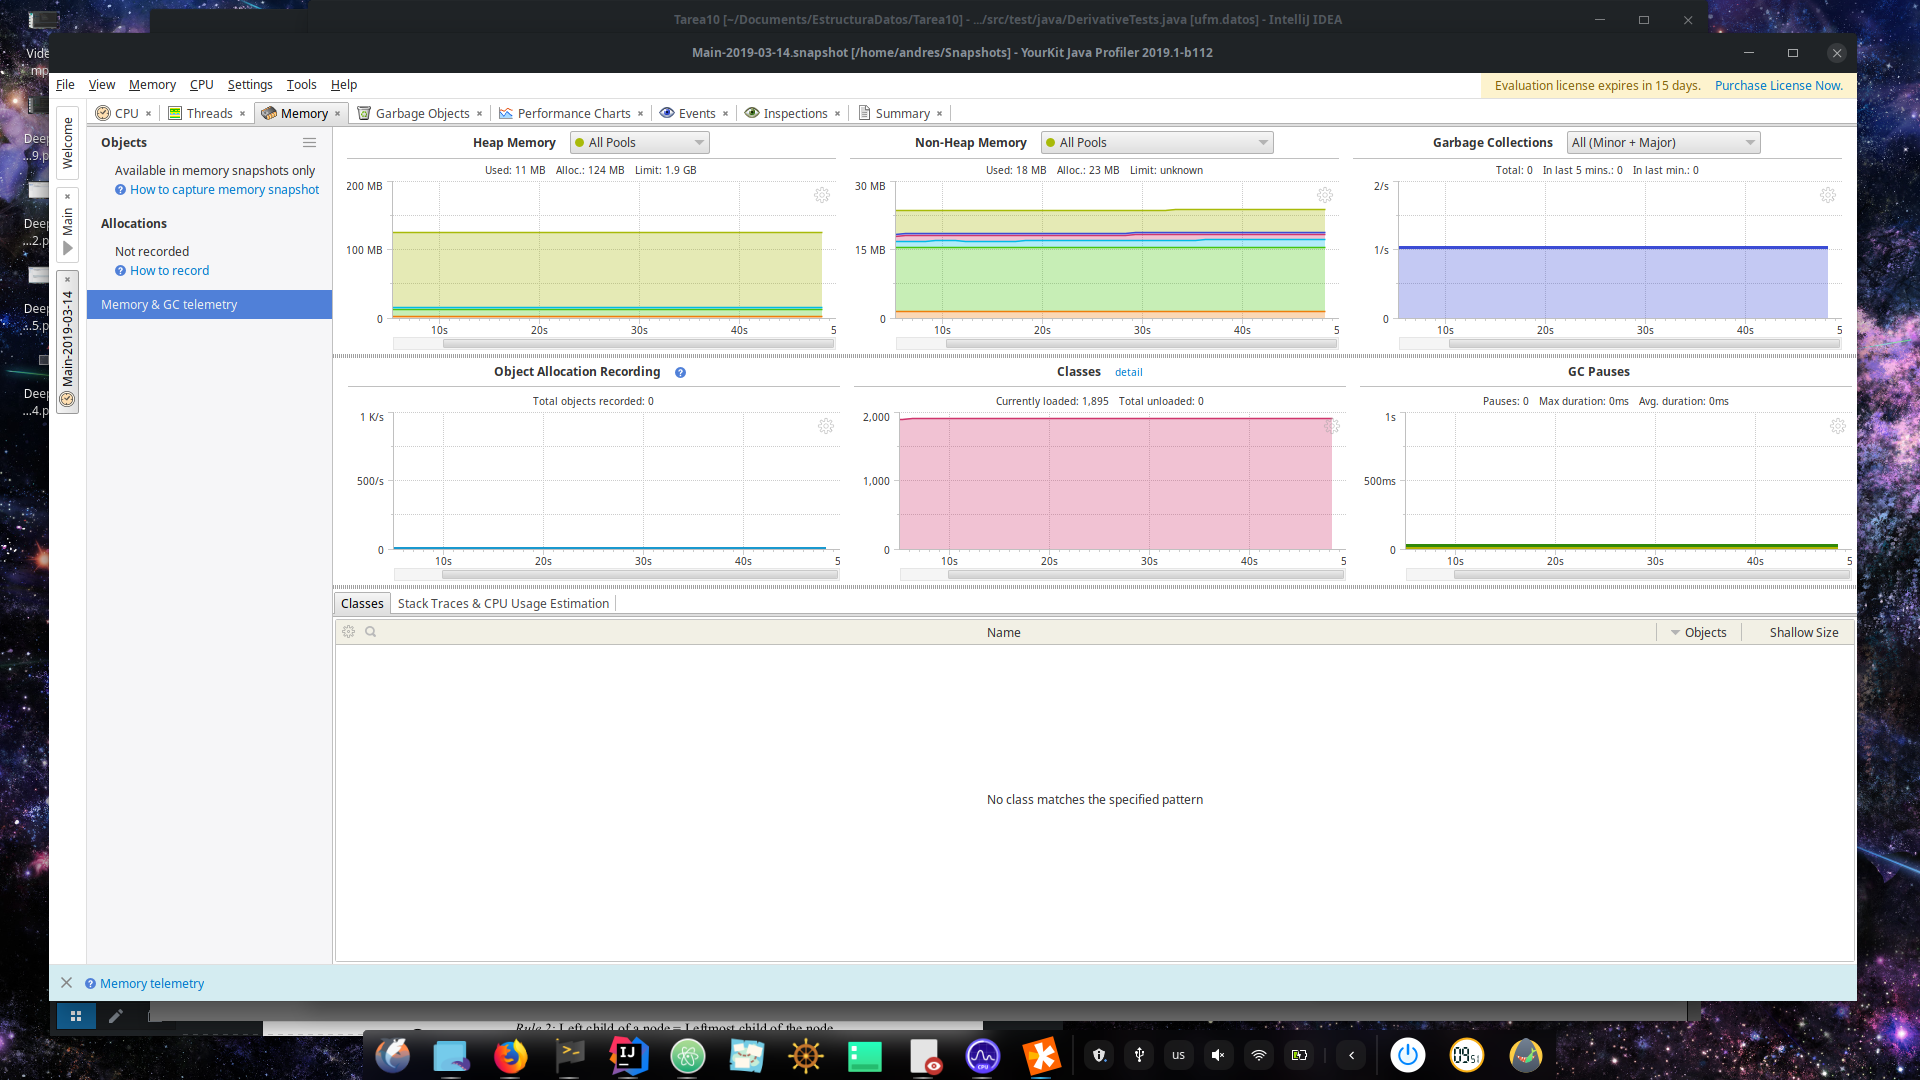 Tarea10 [~/Documents/EstructuraDatos/Tarea10] - .../src/test/java/DerivativeTests.java [ufm.datos] - IntelliJ IDEA
Main-2019-03-14.snapshot [/home/andres/Snapshots] - YourKit Java Profiler 2019.1-b112
File View Memory CPU Settings Tools Help
Evaluation license expires in 15 days. Purchase License Now.
CPU Threads Memory Garbage Objects Performance Charts Events Inspections Summary
Welcome
Main
Main-2019-03-14
Objects
Available in memory snapshots only
How to capture memory snapshot
Allocations
Not recorded
How to record
Memory & GC telemetry
Heap Memory All Pools
Used: 11 MB Alloc.: 124 MB Limit: 1.9 GB
200 MB
100 MB
0
10s 20s 30s 40s 5
Non-Heap Memory All Pools
Used: 18 MB Alloc.: 23 MB Limit: unknown
30 MB
15 MB
0
10s 20s 30s 40s 5
Garbage Collections All (Minor + Major)
Total: 0 In last 5 mins.: 0 In last min.: 0
2/s
1/s
0
10s 20s 30s 40s 5
Object Allocation Recording
Total objects recorded: 0
1 K/s
500/s
0
10s 20s 30s 40s 5
Classes detail
Currently loaded: 1,895 Total unloaded: 0
2,000
1,000
0
10s 20s 30s 40s 5
GC Pauses
Pauses: 0 Max duration: 0ms Avg. duration: 0ms
1s
500ms
0
10s 20s 30s 40s 5
Classes Stack Traces & CPU Usage Estimation
Name Objects Shallow Size
No class matches the specified pattern
Memory telemetry
Rule 2: Left child of a node = Leftmost child of the node
IJ
CPU
us
09:51